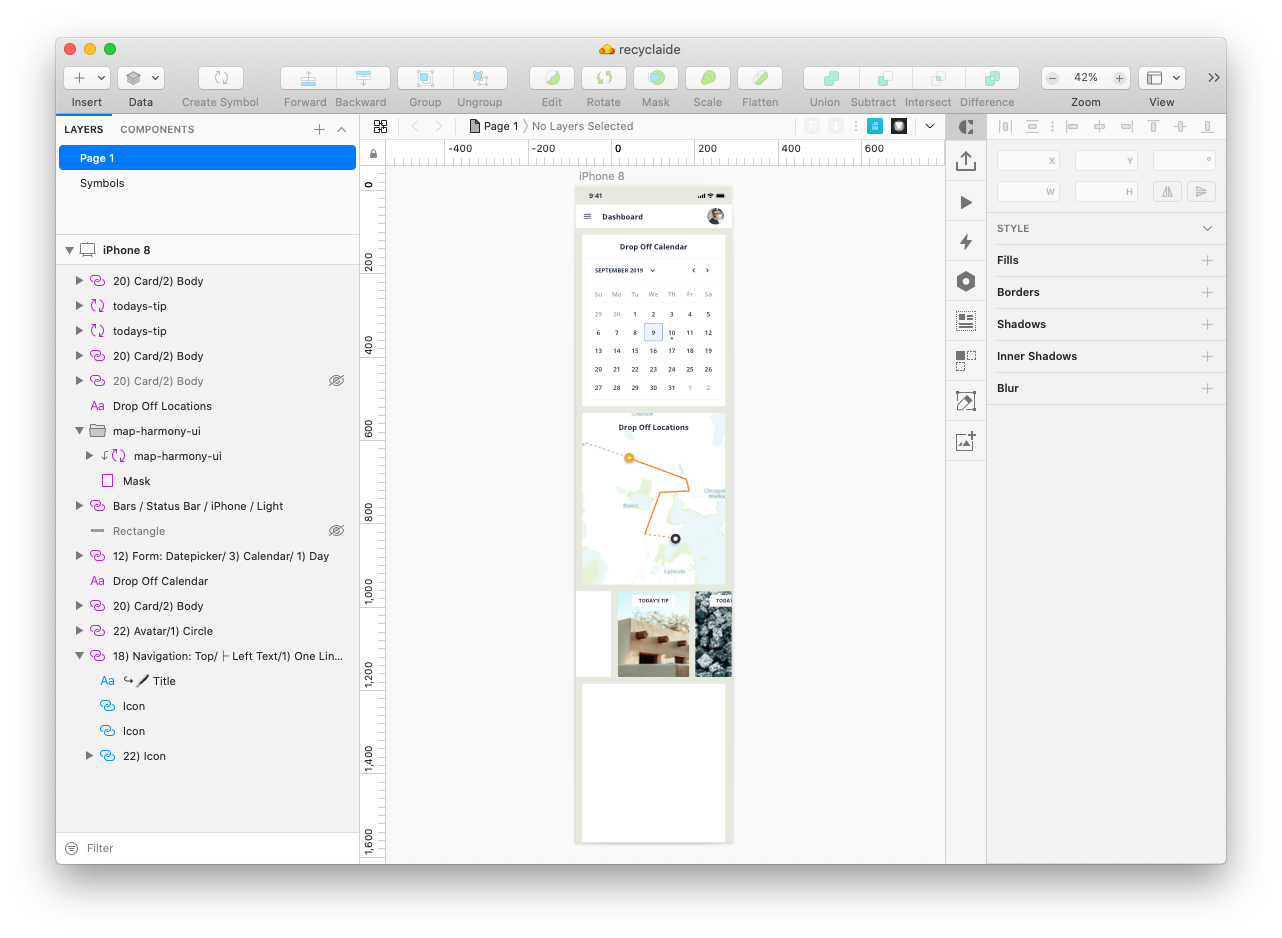 recyclaide
42%
Insert Data Create Symbol Forward Backward Group Ungroup Edit Rotate Mask Scale Flatten Union Subtract Intersect Difference Zoom View
LAYERS COMPONENTS
Page 1
Symbols
iPhone 8
20) Card/2) Body
todays-tip
todays-tip
20) Card/2) Body
20) Card/2) Body
Aa Drop Off Locations
map-harmony-ui
map-harmony-ui
Mask
Bars / Status Bar / iPhone / Light
Rectangle
12) Form: Datepicker/ 3) Calendar/ 1) Day
Aa Drop Off Calendar
20) Card/2) Body
22) Avatar/1) Circle
18) Navigation: Top/ ├ Left Text/1) One Lin...
Aa ↪🖌 Title
Icon
Icon
22) Icon
Filter
Page 1 〉No Layers Selected
-400 -200 0 200 400 600
0
200
400
600
800
1,000
1,200
1,400
1,600
iPhone 8
9:41
Dashboard
Drop Off Calendar
SEPTEMBER 2019
Su Mo Tu We Th Fr Sa
29 30 1 2 3 4 5
6 7 8 9 10 11 12
13 14 15 16 17 18 19
20 21 22 23 24 25 26
27 28 29 30 31 1 2
Drop Off Locations
TODAY'S TIP
TODAY
X Y °
W H
STYLE
Fills
Borders
Shadows
Inner Shadows
Blur